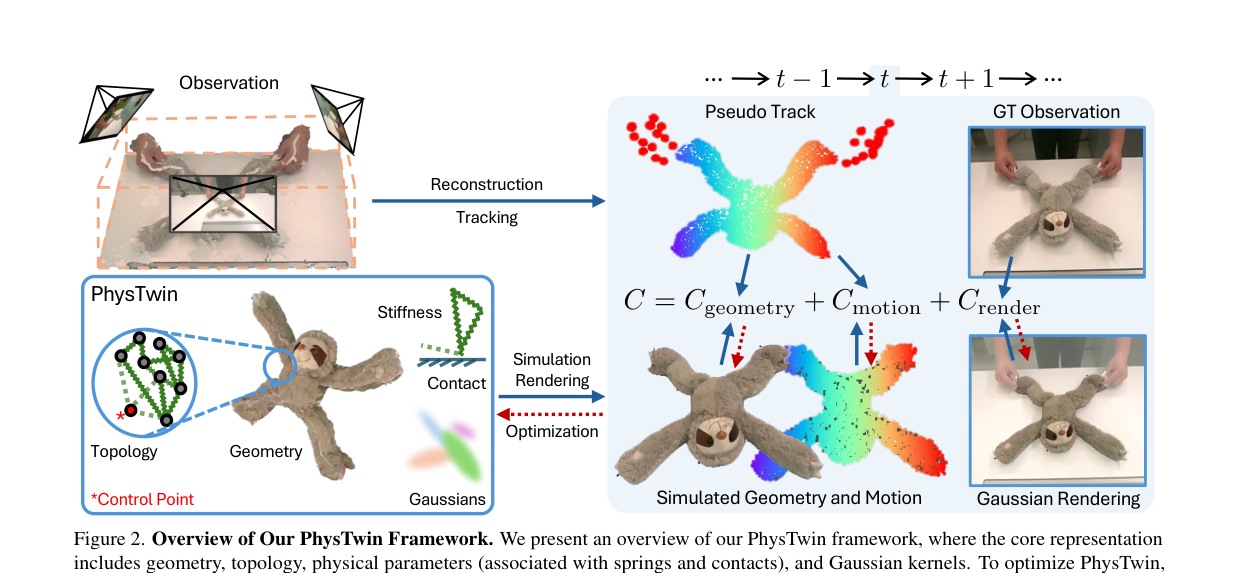 Observation
··· → t − 1 → t → t + 1 → ···
Pseudo Track
GT Observation
Reconstruction
Tracking
C = C_geometry + C_motion + C_render
PhysTwin
Stiffness
Contact
Topology
Geometry
*
*Control Point
Gaussians
Simulation
Rendering
Optimization
Simulated Geometry and Motion
Gaussian Rendering
Figure 2. Overview of Our PhysTwin Framework. We present an overview of our PhysTwin framework, where the core representation
includes geometry, topology, physical parameters (associated with springs and contacts), and Gaussian kernels. To optimize PhysTwin,